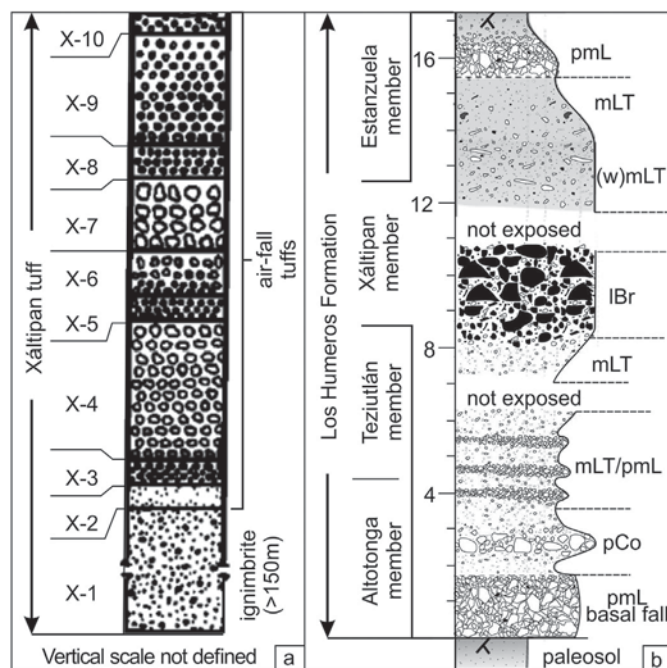 X-10
X-9
X-8
X-7
X-6
X-5
X-4
X-3
X-2
X-1
Xáltipan tuff
air-fall
tuffs
ignimbrite
(>150m)
Vertical scale not defined
a
Los Humeros Formation
Estanzuela
member
Xáltipan
member
Teziutlán
member
Altotonga
member
16
12
8
4
pmL
mLT
(w)mLT
not exposed
lBr
mLT
not exposed
mLT/pmL
pCo
pmL
basal fall
paleosol
b